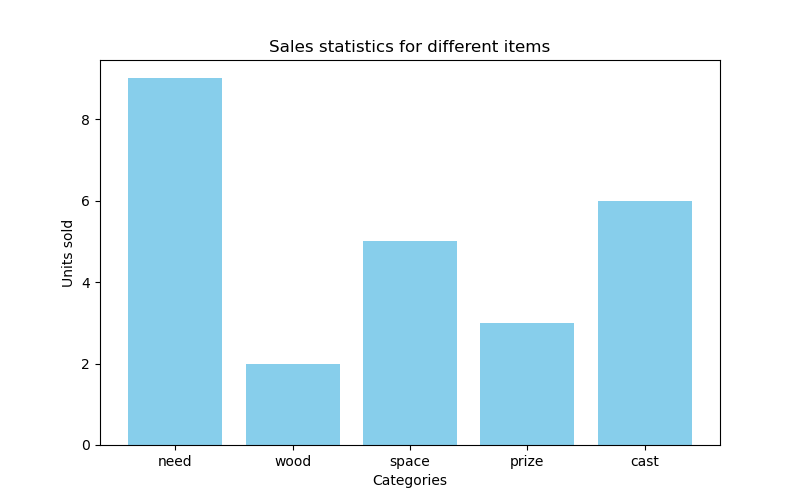 Sales statistics for different items
Units sold
8
6
4
2
0
need wood space prize cast
Categories